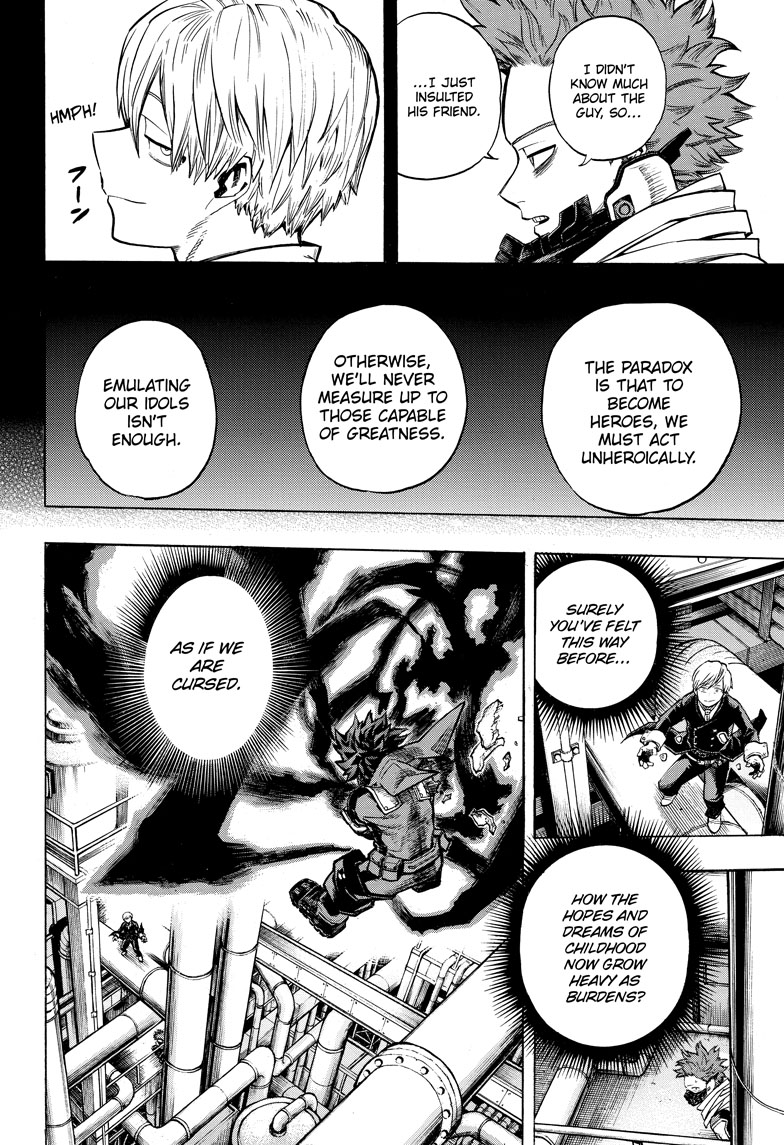 I DIDN'T
KNOW MUCH
ABOUT THE
GUY, SO...
...I JUST
INSULTED
HIS FRIEND.
HMPH!
フーン
THE PARADOX
IS THAT TO
BECOME
HEROES, WE
MUST ACT
UNHEROICALLY.
OTHERWISE,
WE'LL NEVER
MEASURE UP TO
THOSE CAPABLE
OF GREATNESS.
EMULATING
OUR IDOLS
ISN'T
ENOUGH.
SURELY
YOU'VE FELT
THIS WAY
BEFORE...
HOW THE
HOPES AND
DREAMS OF
CHILDHOOD
NOW GROW
HEAVY AS
BURDENS?
AS IF WE
ARE
CURSED.